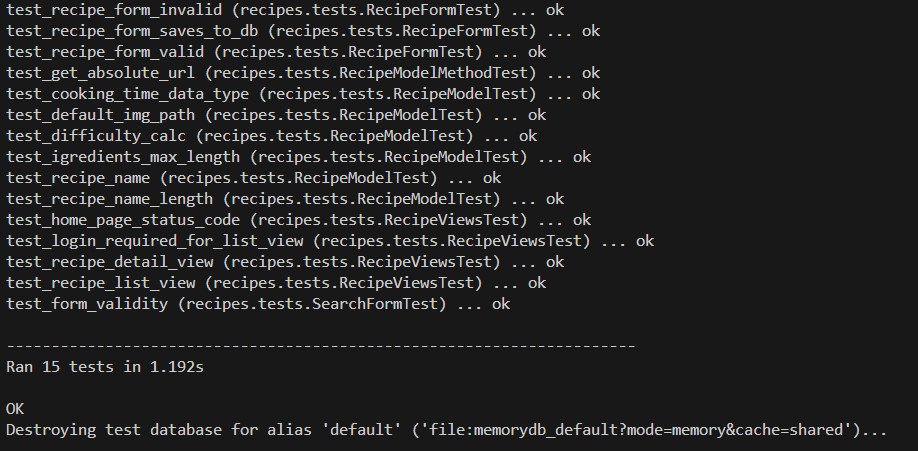 test_recipe_form_invalid (recipes.tests.RecipeFormTest) ... ok
test_recipe_form_saves_to_db (recipes.tests.RecipeFormTest) ... ok
test_recipe_form_valid (recipes.tests.RecipeFormTest) ... ok
test_get_absolute_url (recipes.tests.RecipeModelMethodTest) ... ok
test_cooking_time_data_type (recipes.tests.RecipeModelTest) ... ok
test_default_img_path (recipes.tests.RecipeModelTest) ... ok
test_difficulty_calc (recipes.tests.RecipeModelTest) ... ok
test_igredients_max_length (recipes.tests.RecipeModelTest) ... ok
test_recipe_name (recipes.tests.RecipeModelTest) ... ok
test_recipe_name_length (recipes.tests.RecipeModelTest) ... ok
test_home_page_status_code (recipes.tests.RecipeViewsTest) ... ok
test_login_required_for_list_view (recipes.tests.RecipeViewsTest) ... ok
test_recipe_detail_view (recipes.tests.RecipeViewsTest) ... ok
test_recipe_list_view (recipes.tests.RecipeViewsTest) ... ok
test_form_validity (recipes.tests.SearchFormTest) ... ok
----------------------------------------------------------------------
Ran 15 tests in 1.192s
OK
Destroying test database for alias 'default' ('file:memorydb_default?mode=memory&cache=shared')...